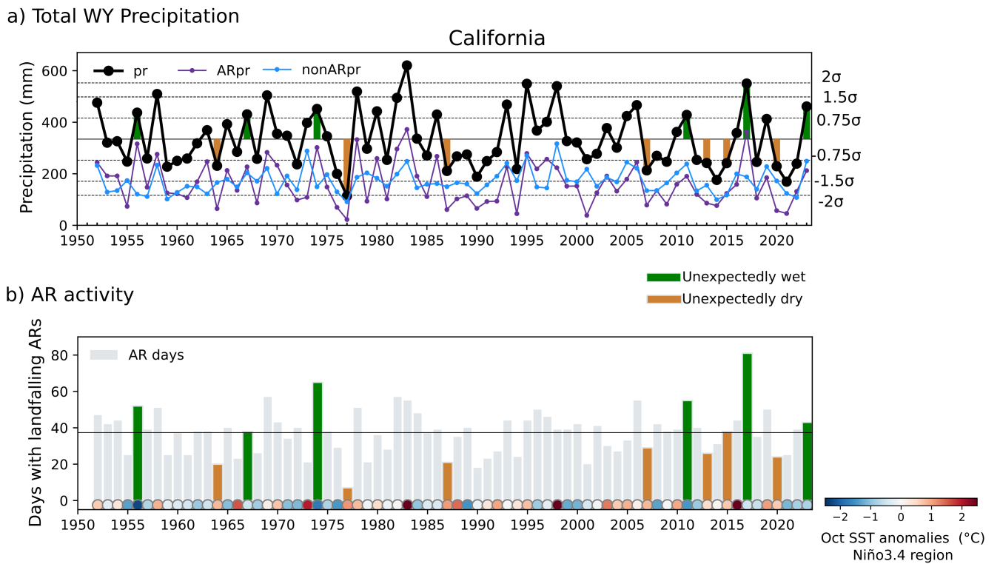 a) Total WY Precipitation
California
Precipitation (mm)
600
400
200
0
pr
ARpr
nonARpr
2σ
1.5σ
0.75σ
-0.75σ
-1.5σ
-2σ
1950 1955 1960 1965 1970 1975 1980 1985 1990 1995 2000 2005 2010 2015 2020
Unexpectedly wet
Unexpectedly dry
b) AR activity
Days with landfalling ARs
80
60
40
20
0
AR days
1950 1955 1960 1965 1970 1975 1980 1985 1990 1995 2000 2005 2010 2015 2020
−2 −1 0 1 2
Oct SST anomalies (°C)
Niño3.4 region